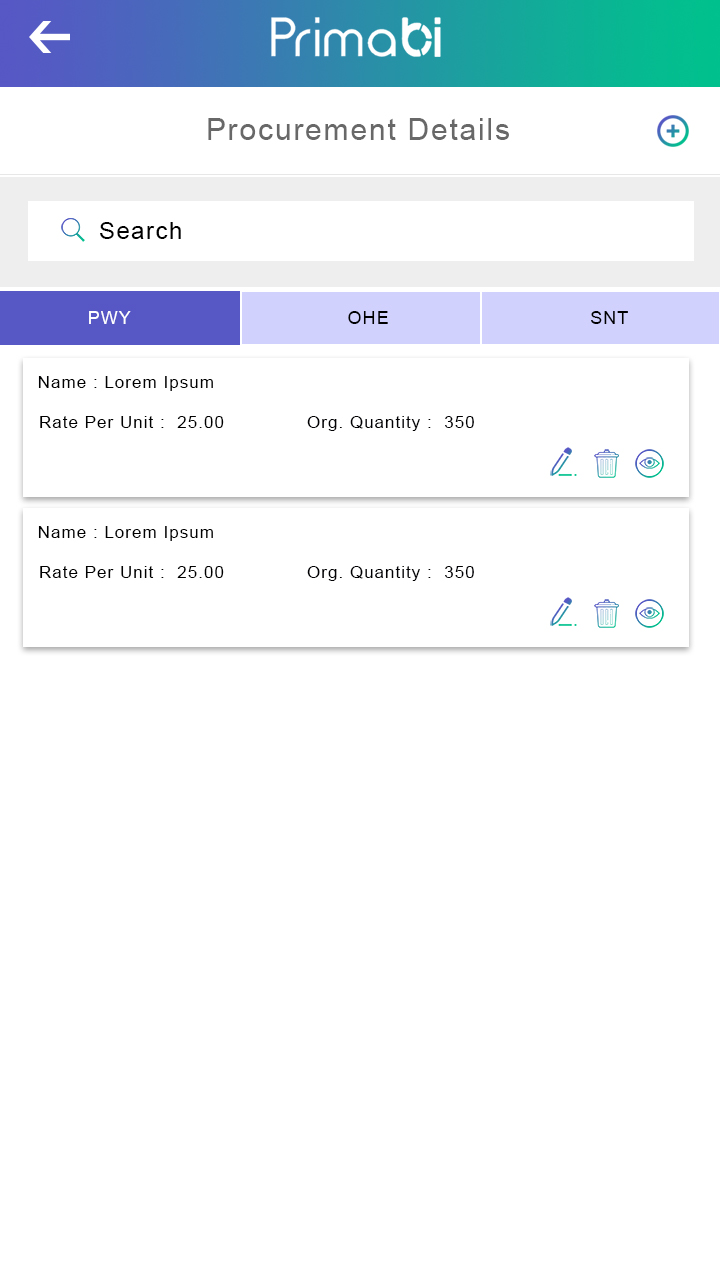 Primabi
Procurement Details
Search
PWY OHE SNT
Name : Lorem Ipsum
Rate Per Unit : 25.00 Org. Quantity : 350
Name : Lorem Ipsum
Rate Per Unit : 25.00 Org. Quantity : 350